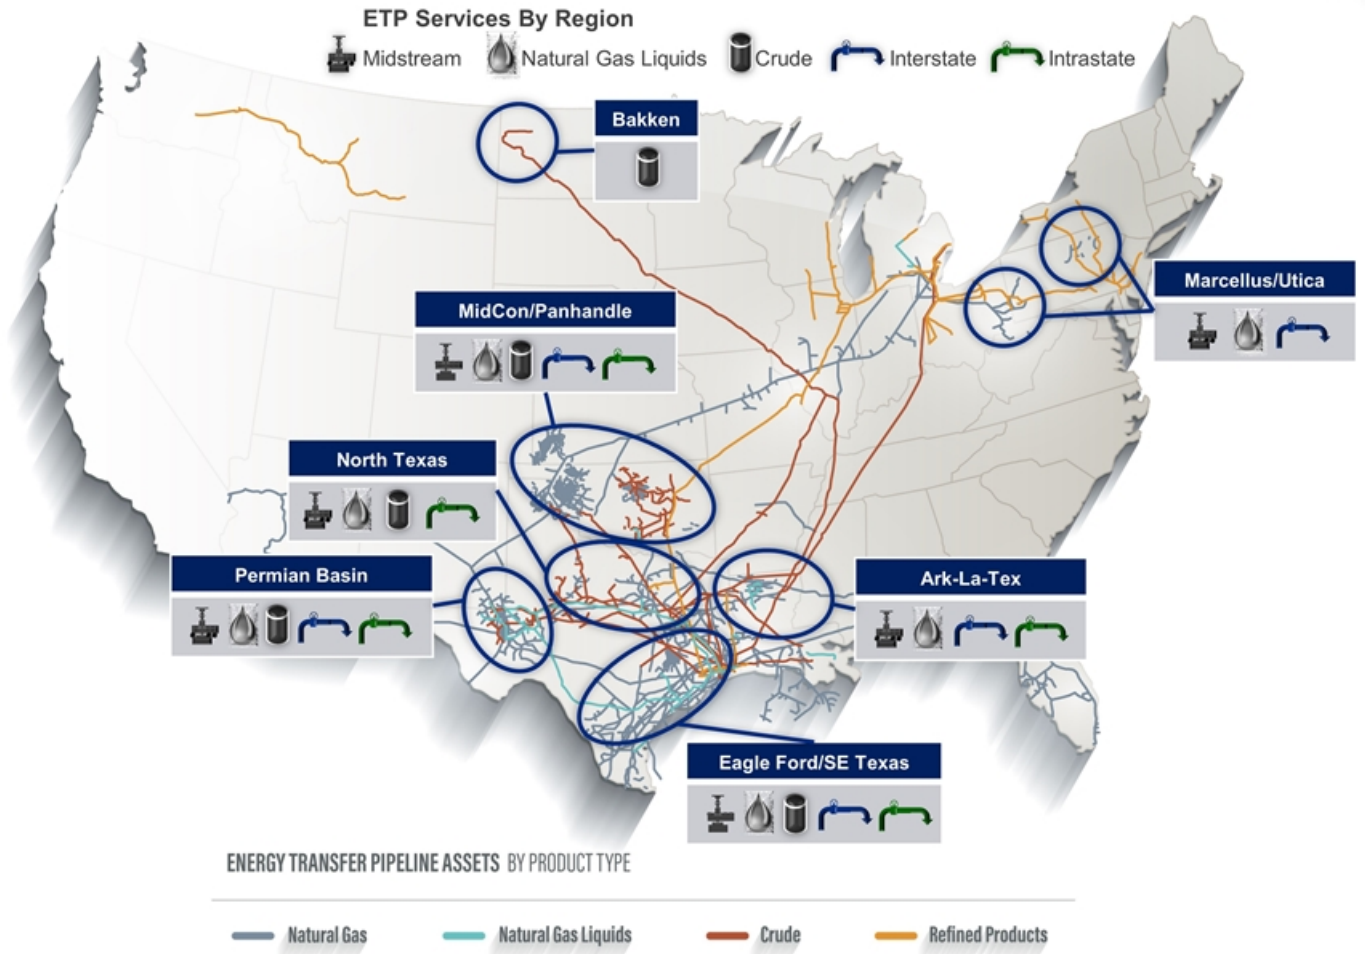 ETP Services By Region
Midstream Natural Gas Liquids Crude Interstate Intrastate
Bakken
Marcellus/Utica
MidCon/Panhandle
North Texas
Permian Basin
Ark-La-Tex
Eagle Ford/SE Texas
ENERGY TRANSFER PIPELINE ASSETS BY PRODUCT TYPE
Natural Gas Natural Gas Liquids Crude Refined Products